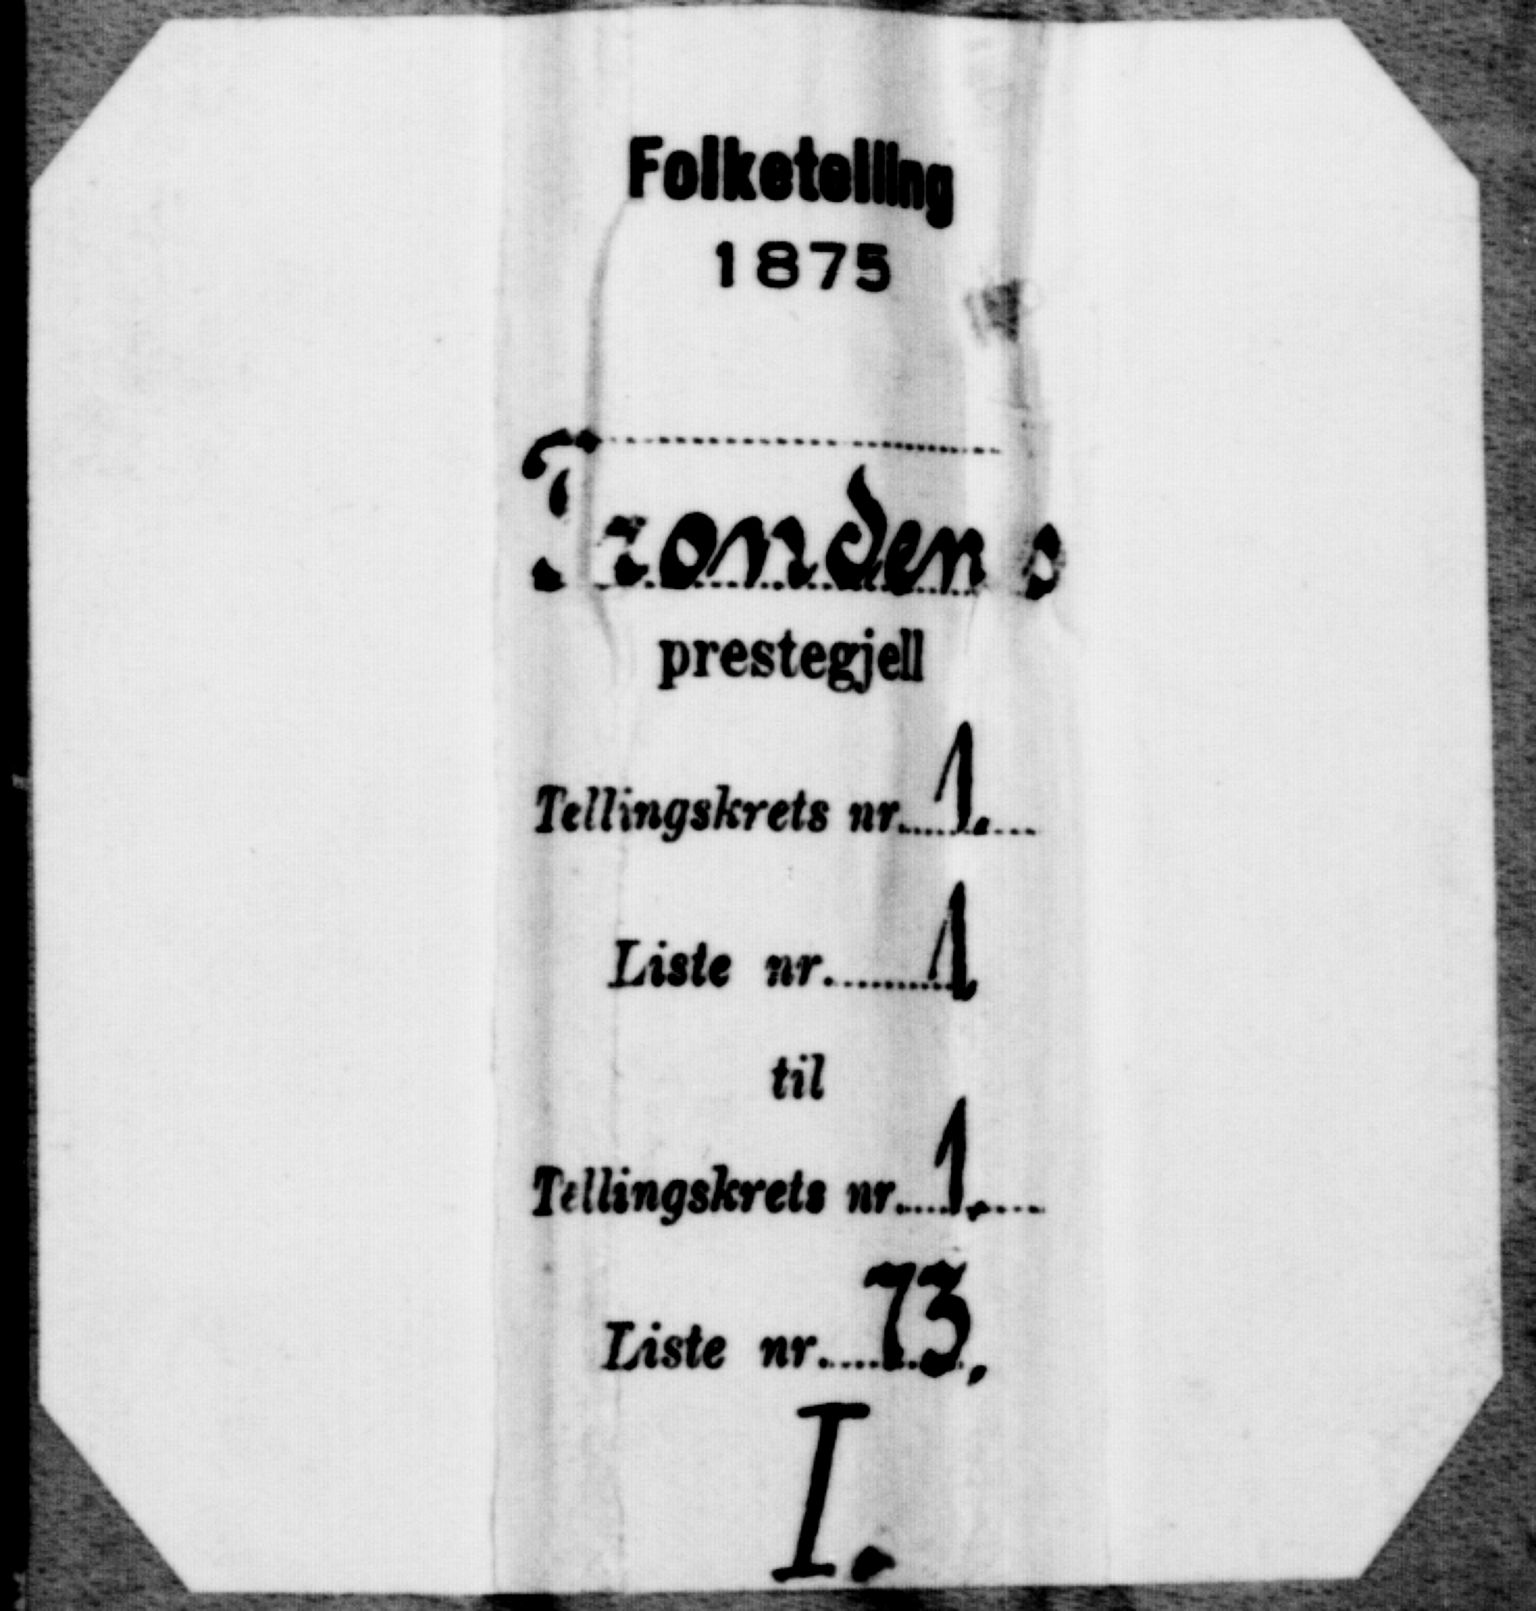 Folketelling
1875
Trondenes
prestegjell
Tellingskrets nr. 1.
Liste nr. 1
til
Tellingskrets nr. 1.
Liste nr. 73.
I.